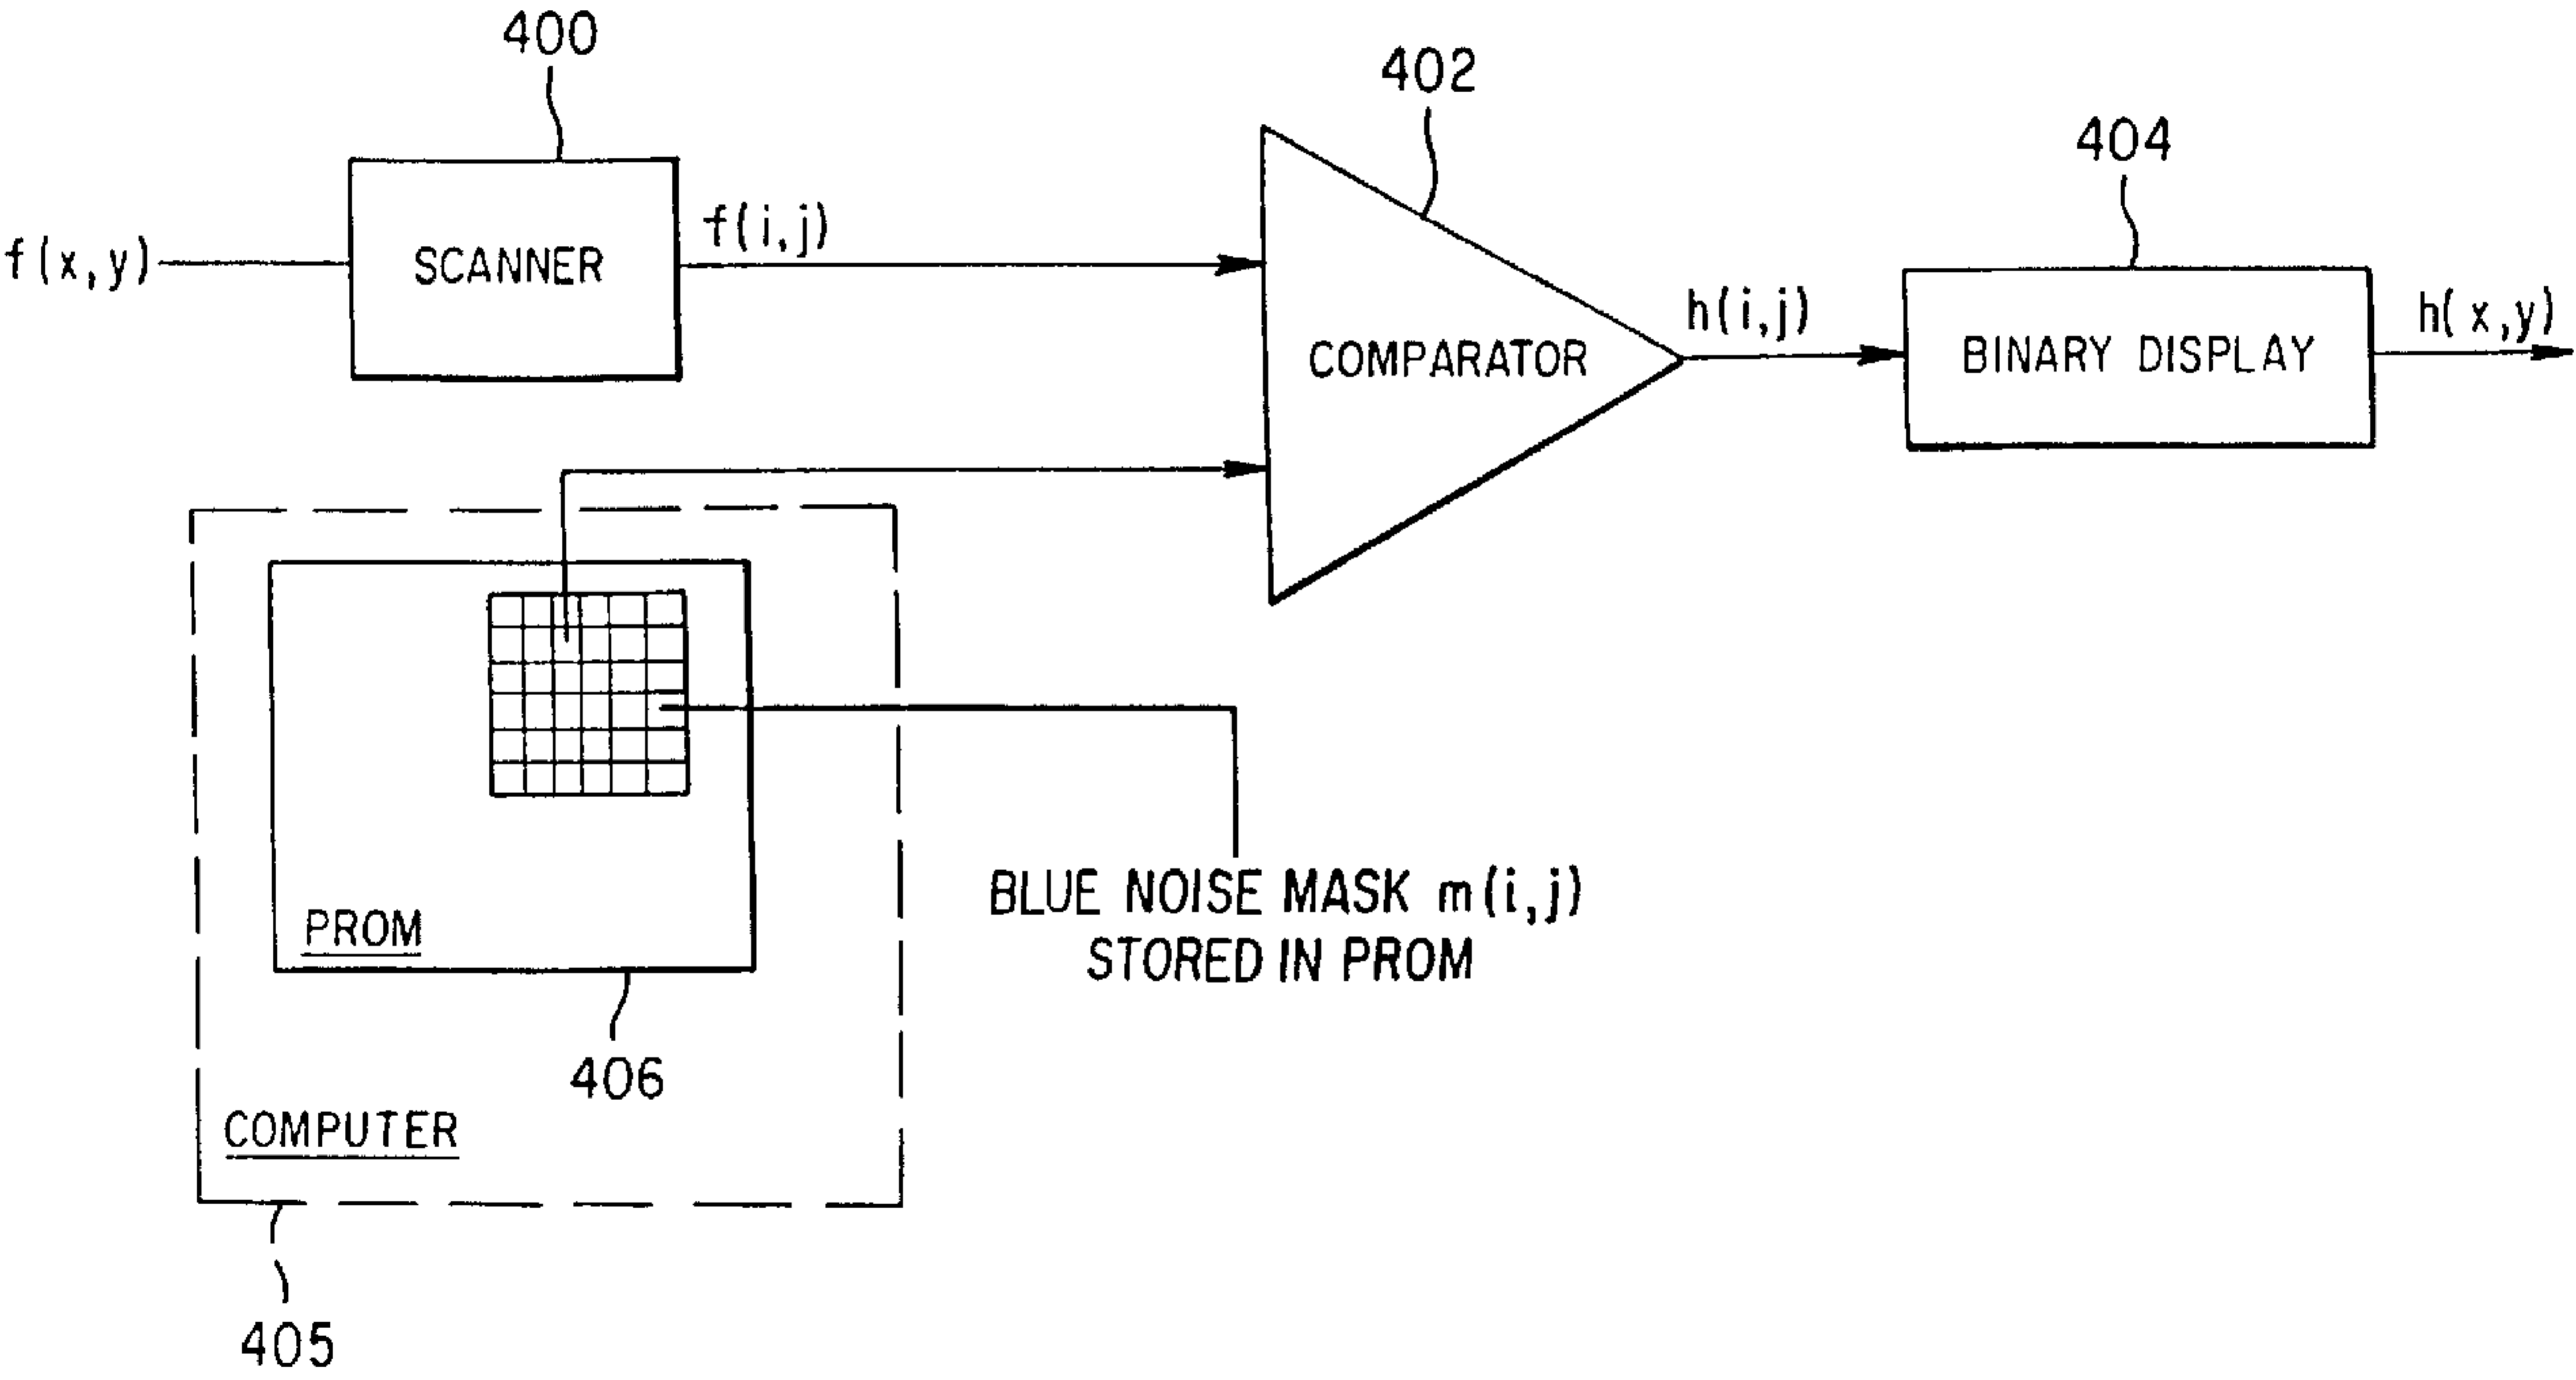 400
402
404
f(x,y)
SCANNER
f(i,j)
COMPARATOR
h(i,j)
BINARY DISPLAY
h(x,y)
PROM
406
COMPUTER
405
BLUE NOISE MASK m(i,j)
STORED IN PROM